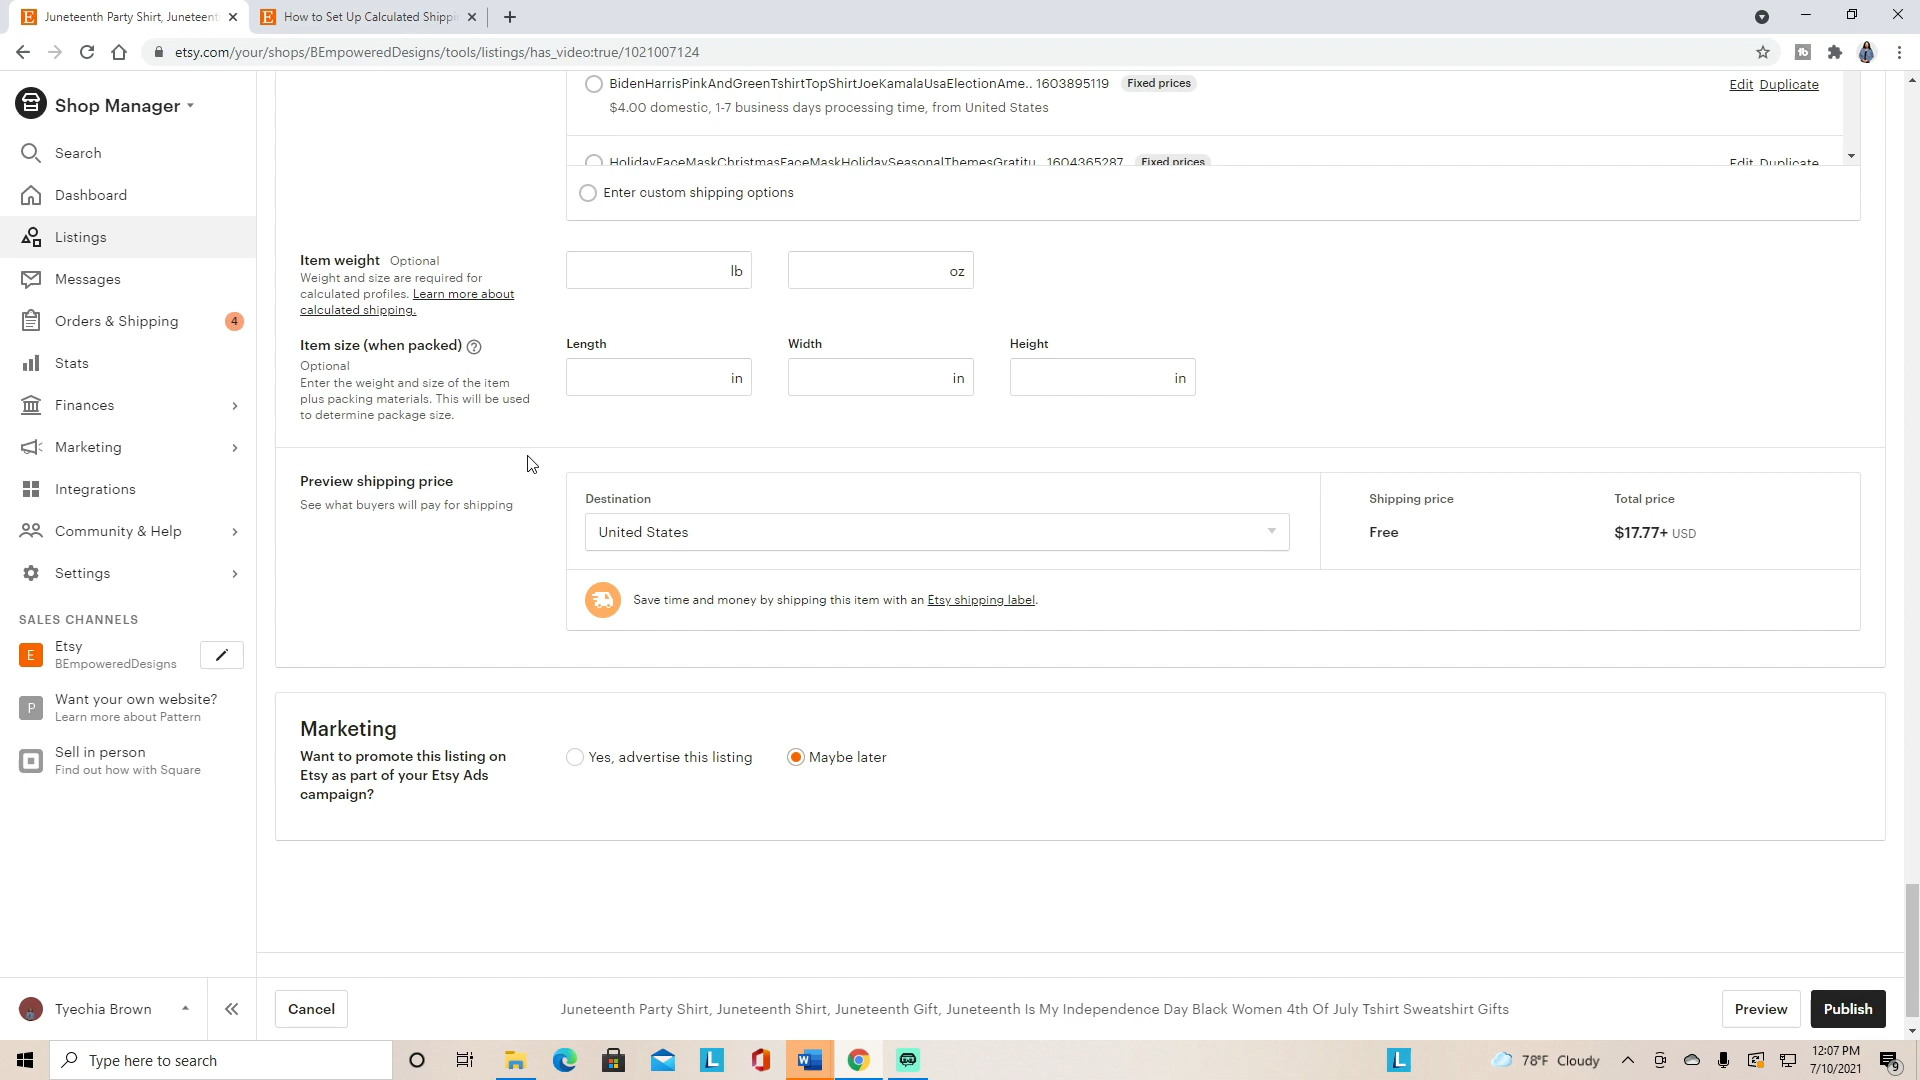 Juneteenth Party Shirt, Juneteent
How to Set Up Calculated Shippi
etsy.com/your/shops/BEmpoweredDesigns/tools/listings/has_video:true/1021007124
Shop Manager
Search
Dashboard
Listings
Messages
Orders & Shipping 4
Stats
Finances
Marketing
Integrations
Community & Help
Settings
SALES CHANNELS
E Etsy
BEmpoweredDesigns
P Want your own website?
Learn more about Pattern
Sell in person
Find out how with Square
Tyechia Brown
BidenHarrisPinkAndGreenTshirtTopShirtJoeKamalaUsaElectionAme.. 1603895119 Fixed prices Edit Duplicate
$4.00 domestic, 1-7 business days processing time, from United States
HolidayFaceMaskChristmasFaceMaskHolidaySeasonalThemesGratitu.. 1604365287 Fixed prices Edit Duplicate
Enter custom shipping options
Item weight Optional
Weight and size are required for
calculated profiles. Learn more about
calculated shipping.
lb oz
Item size (when packed) ?
Optional
Enter the weight and size of the item
plus packing materials. This will be used
to determine package size.
Length Width Height
in in in
Preview shipping price
See what buyers will pay for shipping
Destination Shipping price Total price
United States Free $17.77+ USD
Save time and money by shipping this item with an Etsy shipping label.
Marketing
Want to promote this listing on
Etsy as part of your Etsy Ads
campaign?
Yes, advertise this listing Maybe later
Cancel Juneteenth Party Shirt, Juneteenth Shirt, Juneteenth Gift, Juneteenth Is My Independence Day Black Women 4th Of July Tshirt Sweatshirt Gifts Preview Publish
Type here to search
78°F Cloudy
12:07 PM
7/10/2021
9